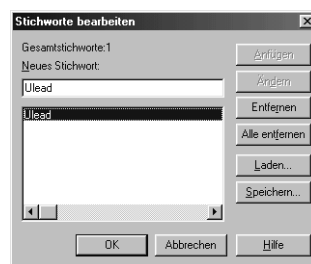 Stichworte bearbeiten
Gesamtstichworte:1
Neues Stichwort:
Ulead
Ulead
Anfügen
Ändern
Entfernen
Alle entfernen
Laden...
Speichern...
OK
Abbrechen
Hilfe